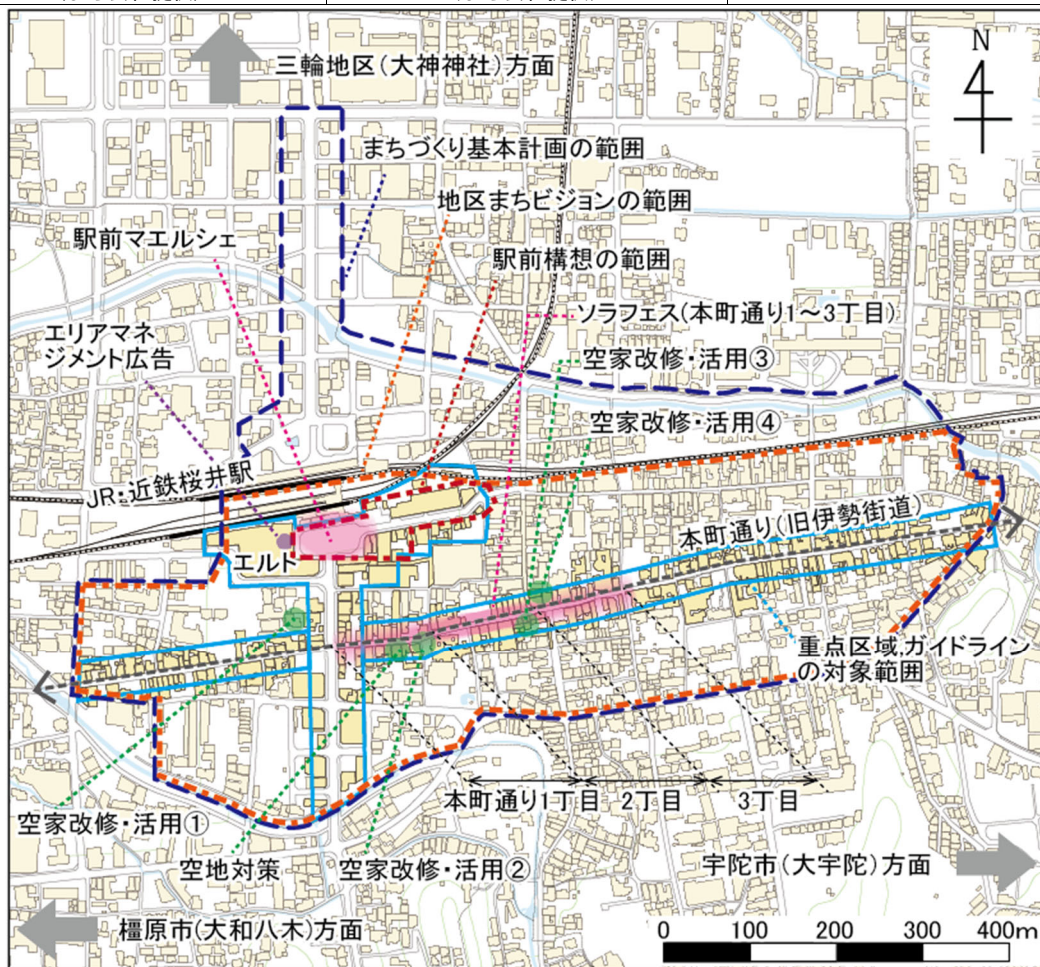 三輪地区(大神神社)方面
N
まちづくり基本計画の範囲
地区まちビジョンの範囲
駅前マエルシェ
駅前構想の範囲
ソラフェス(本町通り1～3丁目)
エリアマネ
ジメント広告
空家改修・活用③
空家改修・活用④
JR・近鉄桜井駅
本町通り(旧伊勢街道)
エルト
重点区域,ガイドライン
の対象範囲
本町通り1丁目 2丁目 3丁目
空家改修・活用①
空地対策
空家改修・活用②
宇陀市(大宇陀)方面
橿原市(大和八木)方面
0 100 200 300 400m